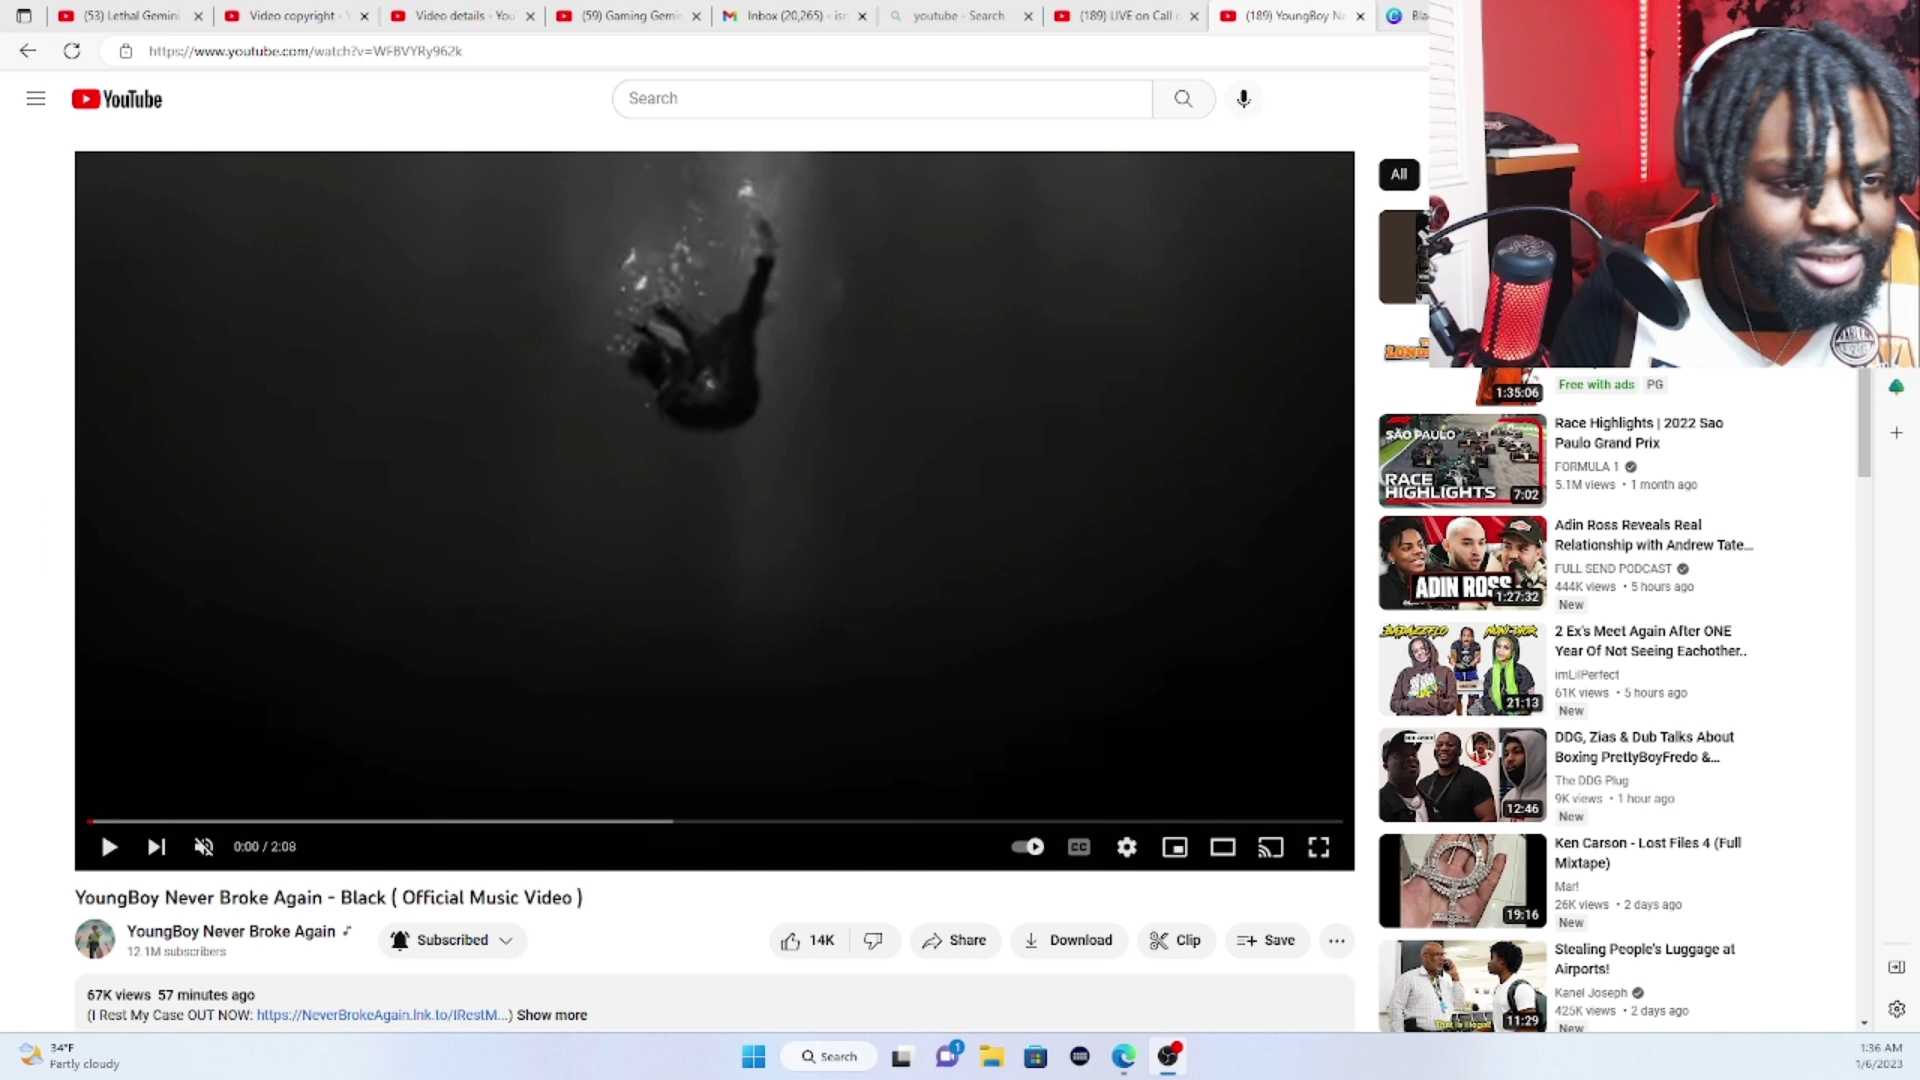 (53) Lethal Gemini
Video copyright - Y
Video details - You
(59) Gaming Gemi
Inbox (20,265) - isn
youtube - Search
(189) LIVE on Call o
(189) YoungBoy Ne
Bla
https://www.youtube.com/watch?v=WFBVYRy962k
YouTube
Search
All
1:35:06
Free with ads PG
SÃO PAULO
RACE
HIGHLIGHTS
7:02
Race Highlights | 2022 Sao
Paulo Grand Prix
FORMULA 1
5.1M views • 1 month ago
ADIN ROSS
1:27:32
Adin Ross Reveals Real
Relationship with Andrew Tate...
FULL SEND PODCAST
444K views • 5 hours ago
New
21:13
2 Ex's Meet Again After ONE
Year Of Not Seeing Eachother..
imLilPerfect
61K views • 5 hours ago
New
12:46
DDG, Zias & Dub Talks About
Boxing PrettyBoyFredo &...
The DDG Plug
9K views • 1 hour ago
New
19:16
Ken Carson - Lost Files 4 (Full
Mixtape)
Mar!
26K views • 2 days ago
New
That is illegal
11:29
Stealing People's Luggage at
Airports!
Kanel Joseph
425K views • 2 days ago
New
0:00 / 2:08
CC
YoungBoy Never Broke Again - Black ( Official Music Video )
YoungBoy Never Broke Again
12.1M subscribers
Subscribed
14K
Share
Download
Clip
Save
67K views 57 minutes ago
(I Rest My Case OUT NOW: https://NeverBrokeAgain.lnk.to/IRestM...) Show more
34°F
Partly cloudy
Search
1
1:36 AM
1/6/2023